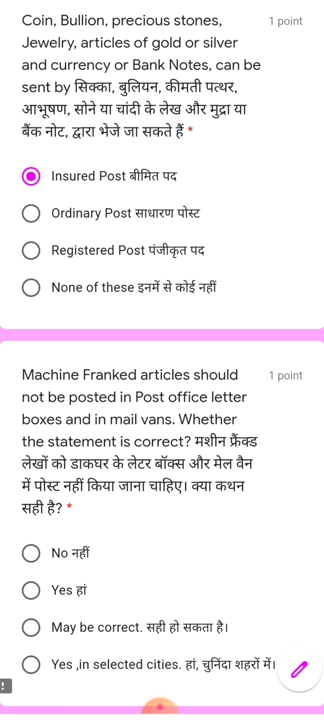 Coin, Bullion, precious stones,
1 point
Jewelry, articles of gold or silver
and currency or Bank Notes, can be
sent by सिक्का, बुलियन, कीमती पत्थर,
आभूषण, सोने या चांदी के लेख और मुद्रा या
बैंक नोट, द्वारा भेजे जा सकते हैं *
Insured Post बीमित पद
Ordinary Post साधारण पोस्ट
Registered Post पंजीकृत पद
None of these इनमें से कोई नहीं
Machine Franked articles should
1 point
not be posted in Post office letter
boxes and in mail vans. Whether
the statement is correct? मशीन फ्रैंक्ड
लेखों को डाकघर के लेटर बॉक्स और मेल वैन
में पोस्ट नहीं किया जाना चाहिए। क्या कथन
सही है? *
No नहीं
Yes हां
May be correct. सही हो सकता है।
Yes ,in selected cities. हां, चुनिंदा शहरों में।